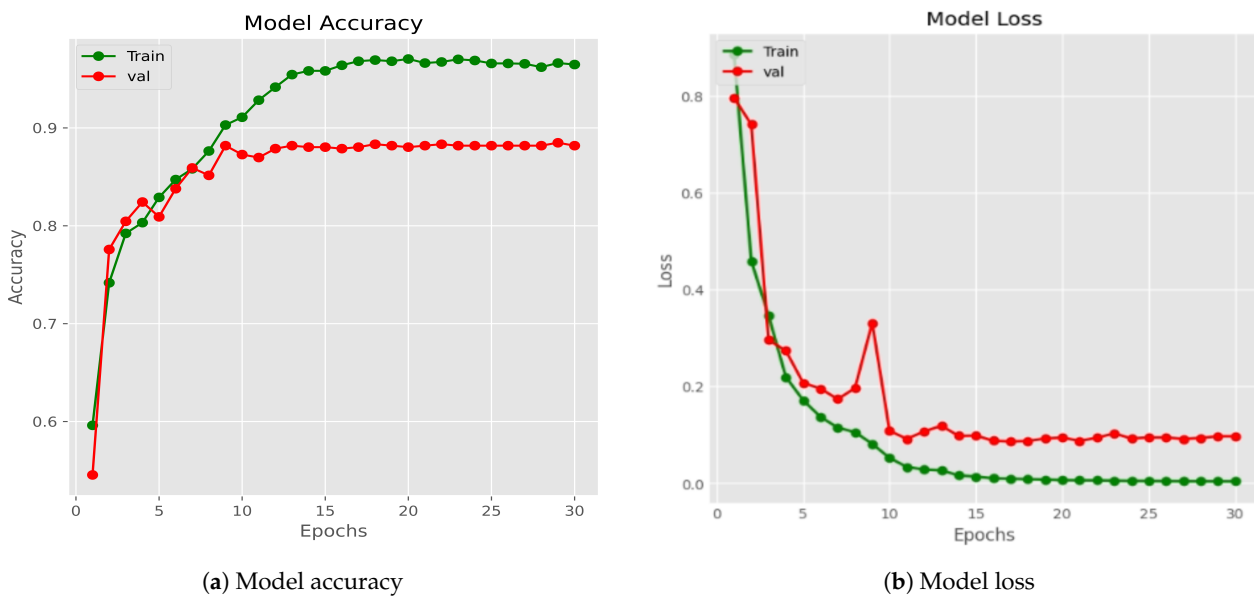 Model Accuracy
Train
val
0.9
0.8
0.7
0.6
Accuracy
0 5 10 15 20 25 30
Epochs
(a) Model accuracy
Model Loss
Train
val
0.8
0.6
0.4
0.2
0.0
Loss
0 5 10 15 20 25 30
Epochs
(b) Model loss